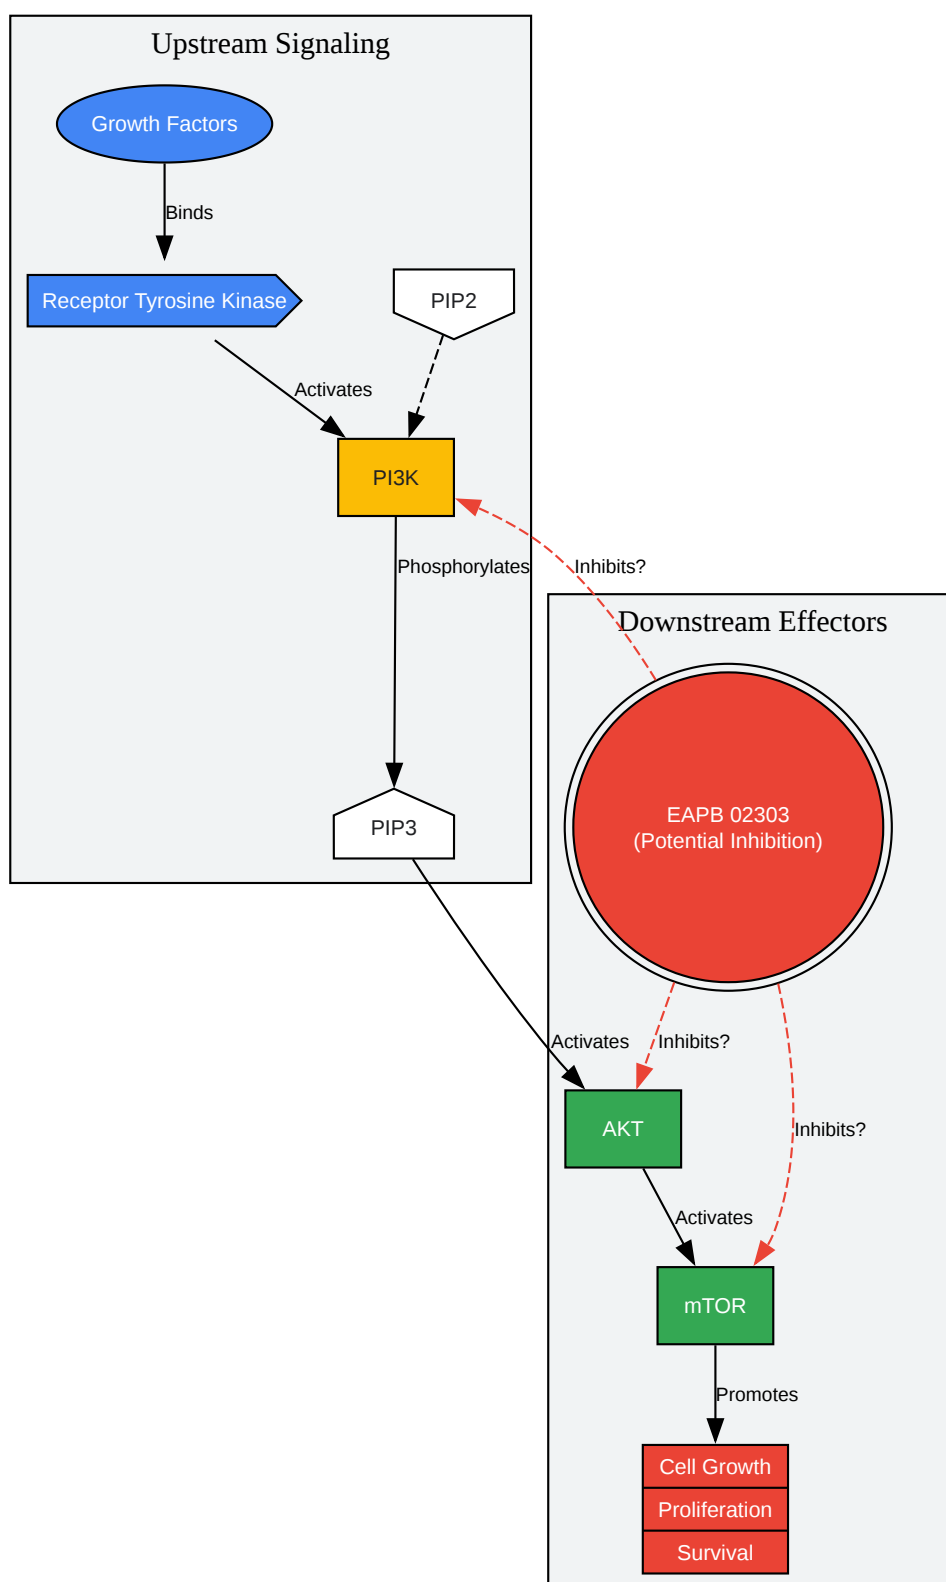 Upstream Signaling
Growth Factors
Binds
Receptor Tyrosine Kinase
PIP2
Activates
PI3K
Phosphorylates
Inhibits?
Downstream Effectors
EAPB 02303
(Potential Inhibition)
PIP3
Activates
Inhibits?
AKT
Inhibits?
Activates
mTOR
Promotes
Cell Growth
Proliferation
Survival